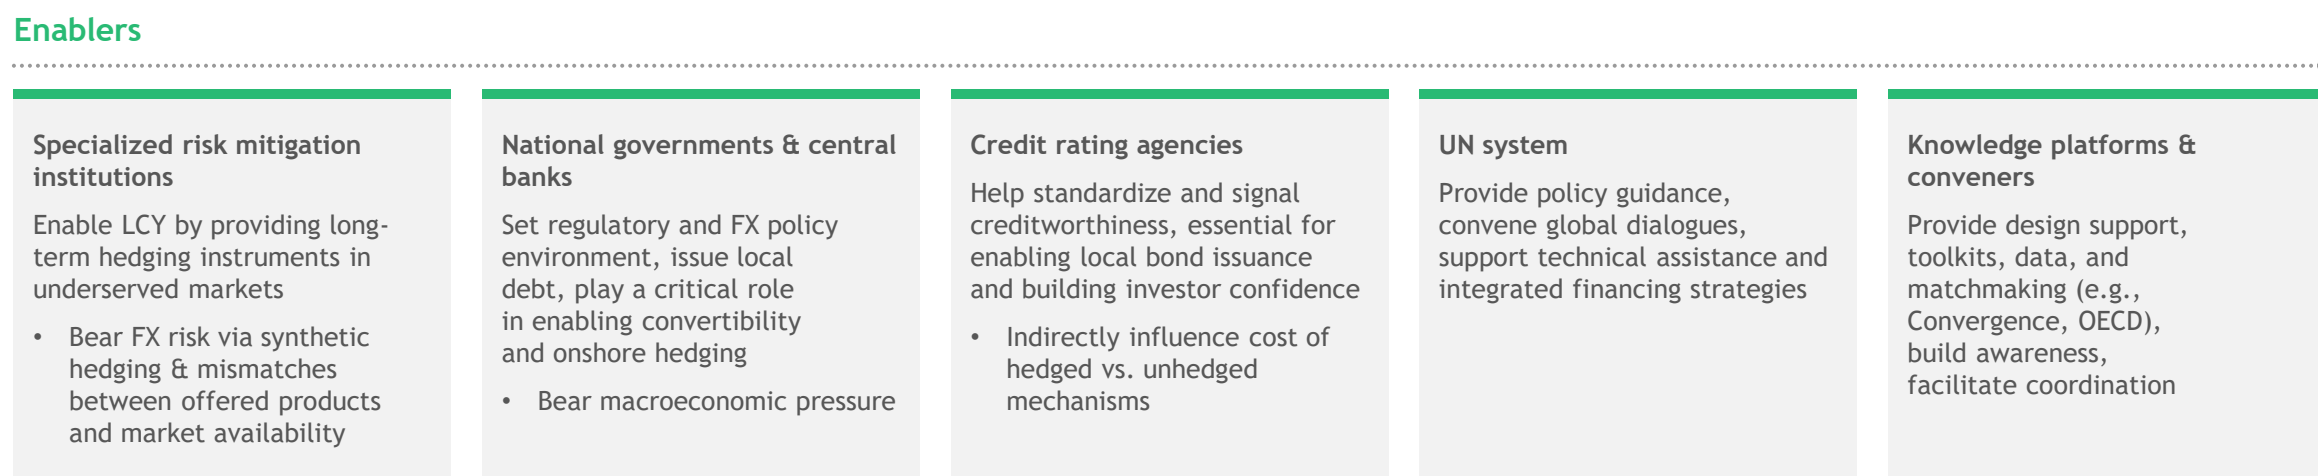 Enablers
Specialized risk mitigation
institutions
Enable LCY by providing long-
term hedging instruments in
underserved markets
• Bear FX risk via synthetic
hedging & mismatches
between offered products
and market availability
National governments & central
banks
Set regulatory and FX policy
environment, issue local
debt, play a critical role
in enabling convertibility
and onshore hedging
• Bear macroeconomic pressure
Credit rating agencies
Help standardize and signal
creditworthiness, essential for
enabling local bond issuance
and building investor confidence
• Indirectly influence cost of
hedged vs. unhedged
mechanisms
UN system
Provide policy guidance,
convene global dialogues,
support technical assistance and
integrated financing strategies
Knowledge platforms &
conveners
Provide design support,
toolkits, data, and
matchmaking (e.g.,
Convergence, OECD),
build awareness,
facilitate coordination